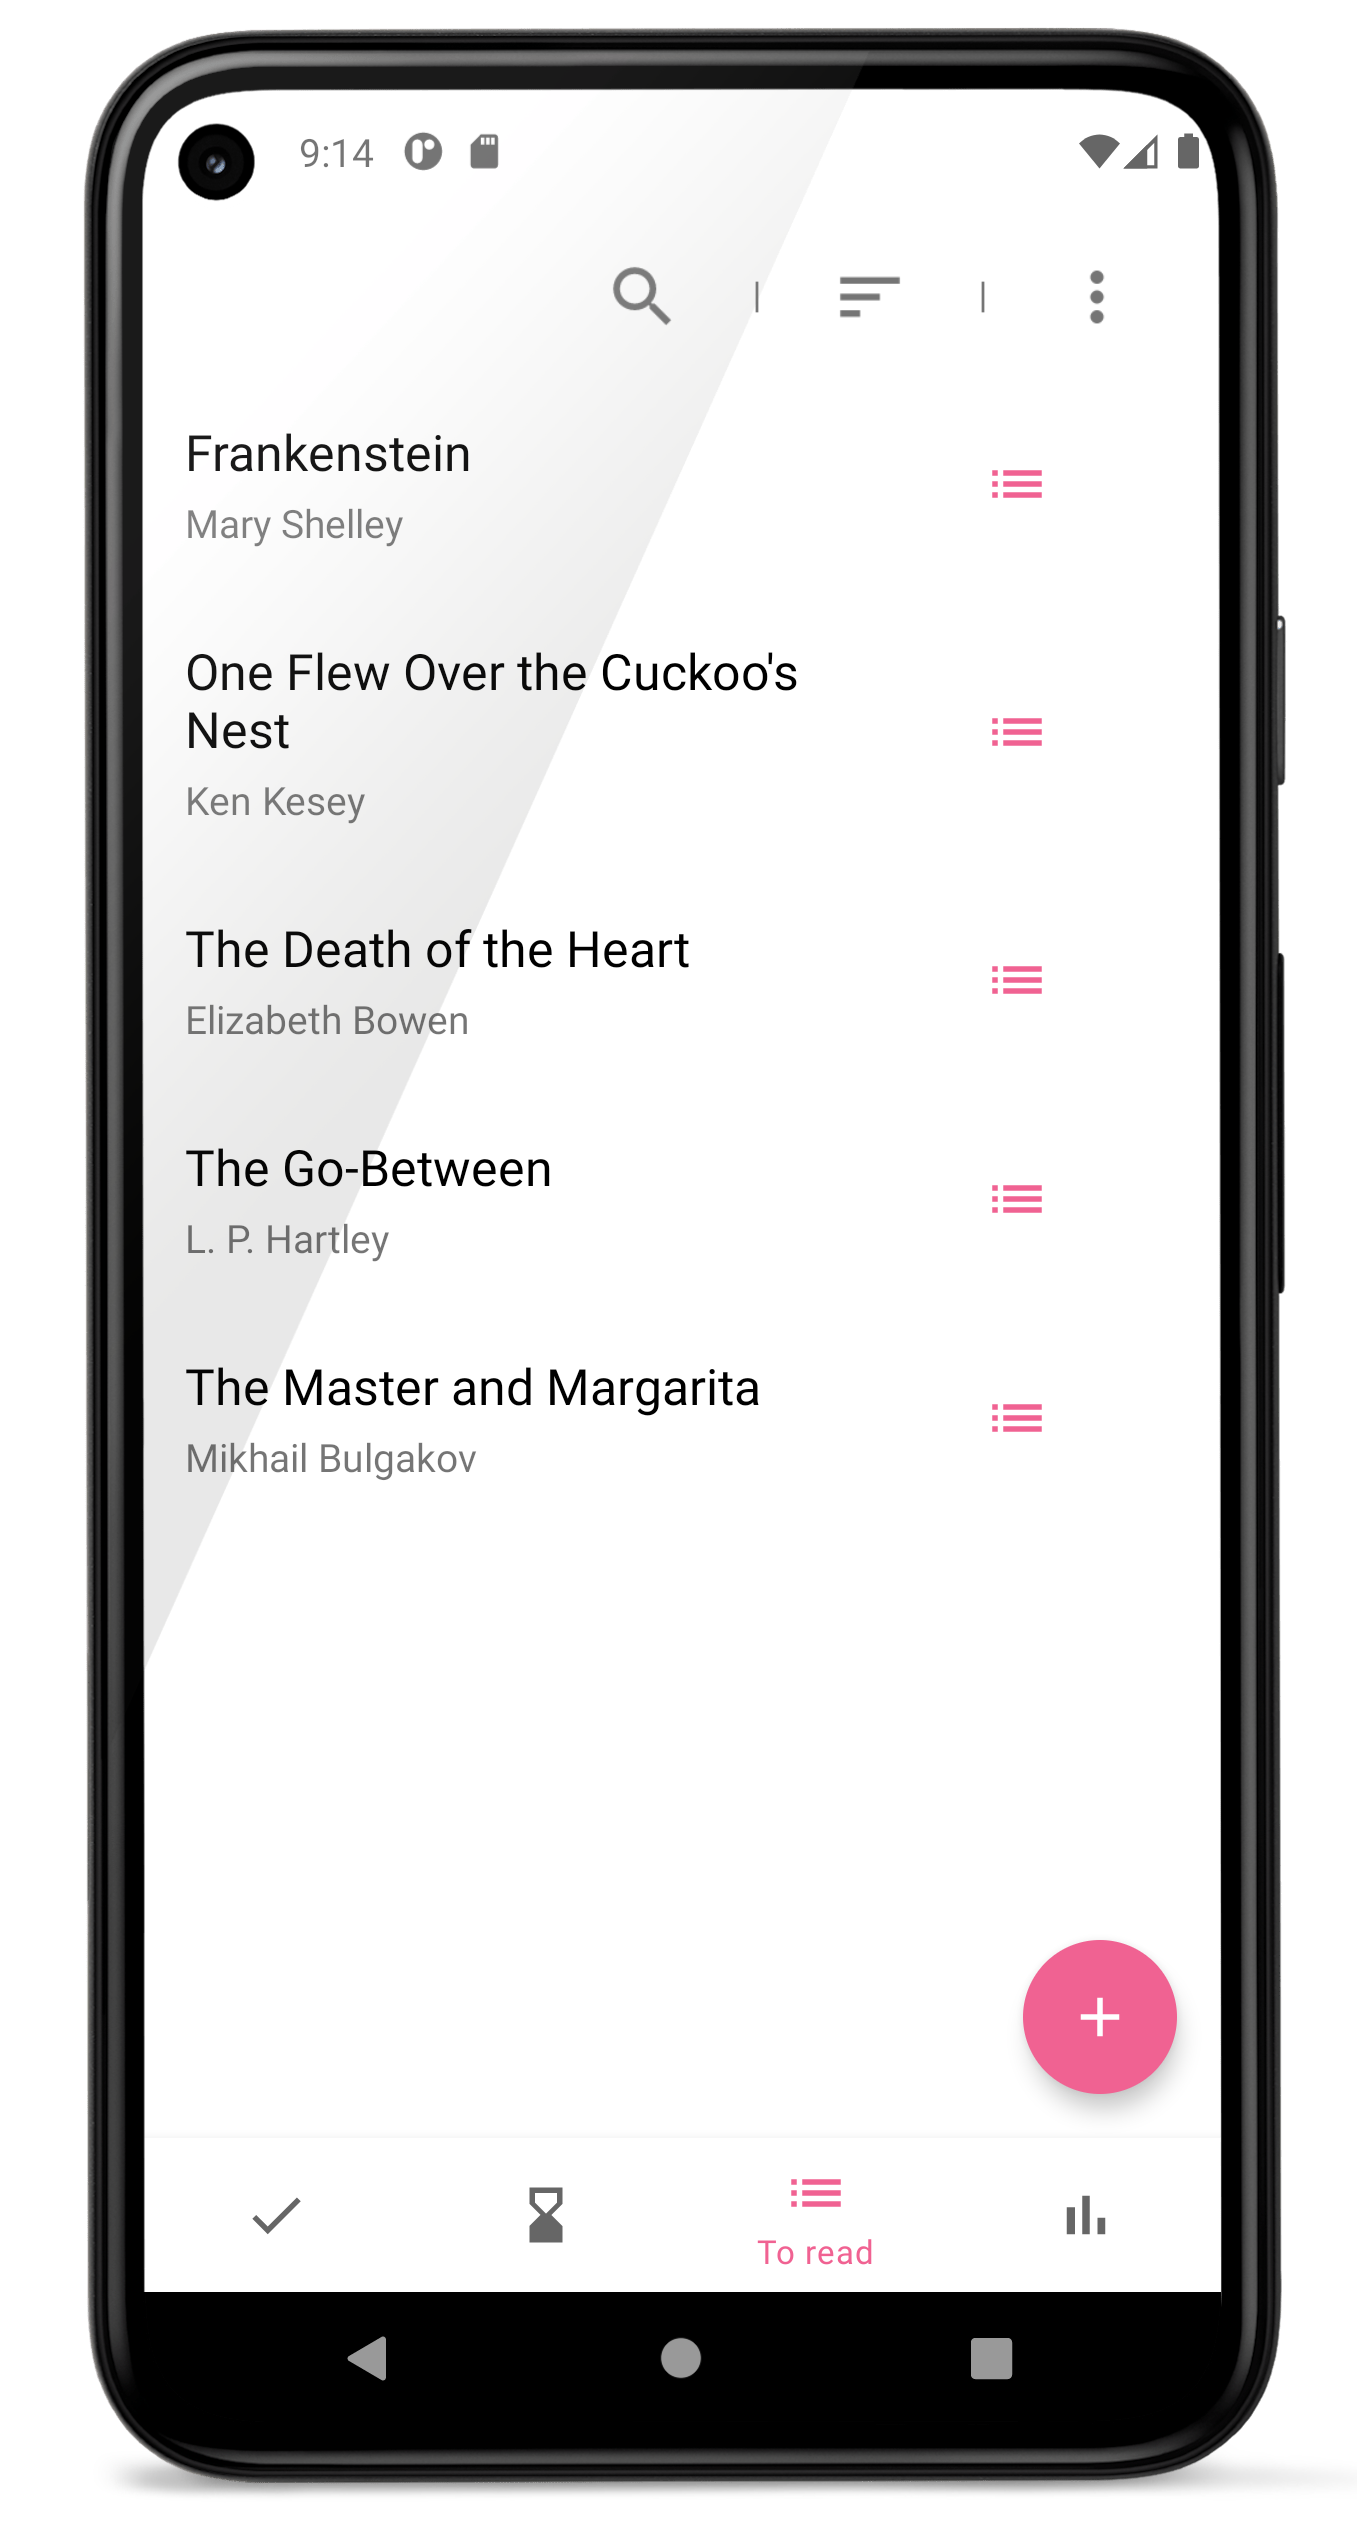 9:14
Frankenstein
Mary Shelley
One Flew Over the Cuckoo's
Nest
Ken Kesey
The Death of the Heart
Elizabeth Bowen
The Go-Between
L. P. Hartley
The Master and Margarita
Mikhail Bulgakov
To read